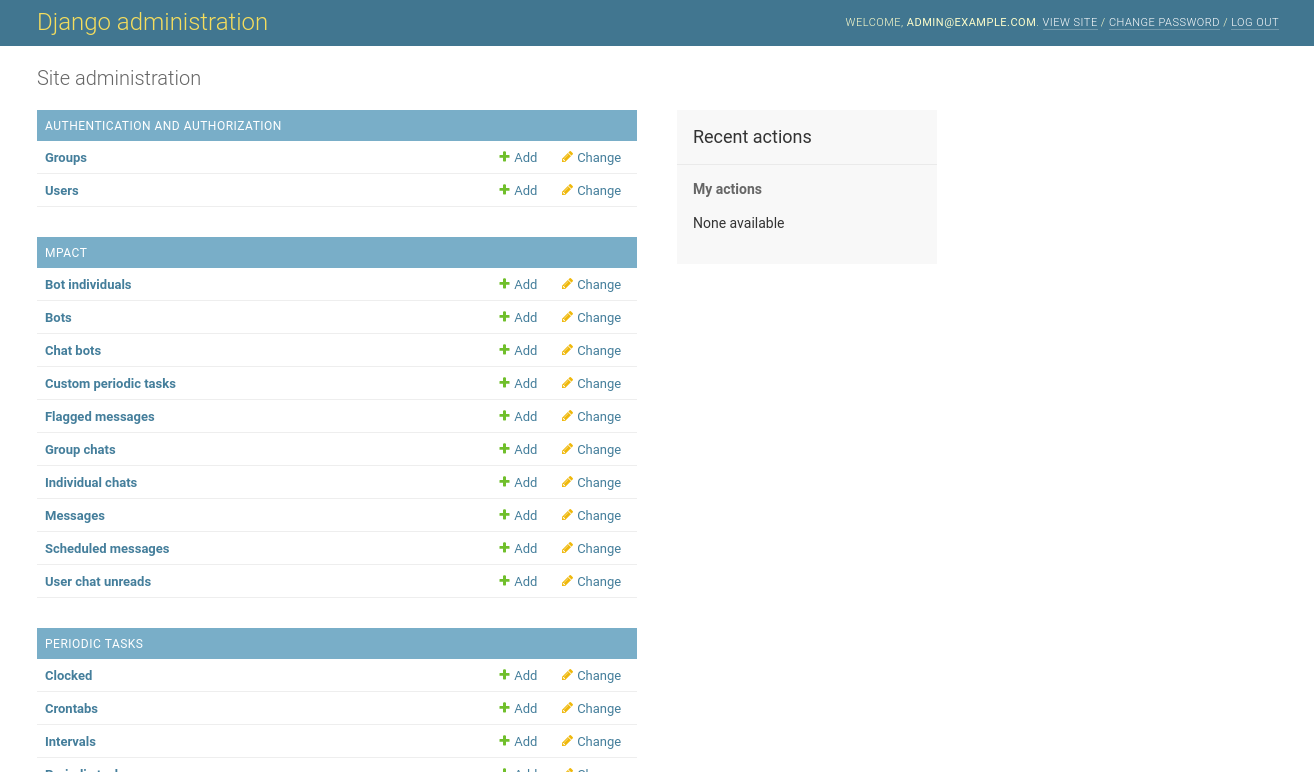 Django administration
WELCOME, ADMIN@EXAMPLE.COM. VIEW SITE / CHANGE PASSWORD / LOG OUT
Site administration
AUTHENTICATION AND AUTHORIZATION
Groups Add Change
Users Add Change
MPACT
Bot individuals Add Change
Bots Add Change
Chat bots Add Change
Custom periodic tasks Add Change
Flagged messages Add Change
Group chats Add Change
Individual chats Add Change
Messages Add Change
Scheduled messages Add Change
User chat unreads Add Change
PERIODIC TASKS
Clocked Add Change
Crontabs Add Change
Intervals Add Change
Recent actions
My actions
None available